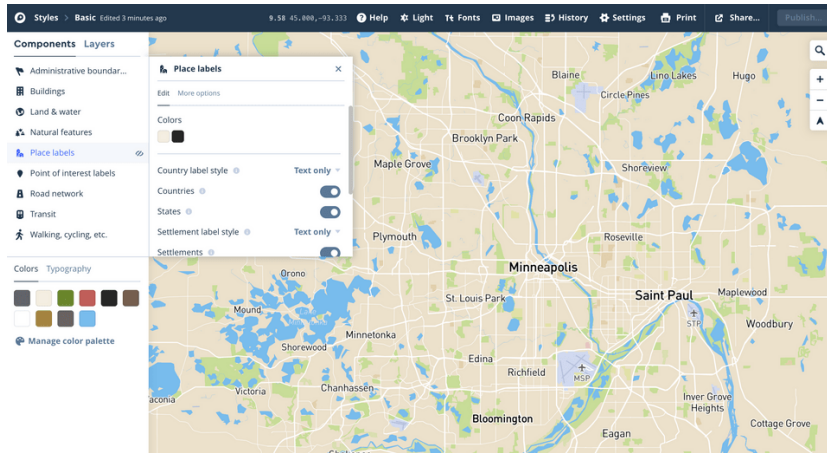 Styles > Basic Edited 3 minutes ago 9.58 45.000,-93.333 Help Light Fonts Images History Settings Print Share... Publish...
Components Layers
Administrative boundar...
Buildings
Land & water
Natural features
Place labels
Point of interest labels
Road network
Transit
Walking, cycling, etc.
Colors Typography
Manage color palette
Place labels
Edit More options
Colors
Country label style Text only
Countries
States
Settlement label style Text only
Settlements
Blaine
Lino Lakes
Hugo
Circle Pines
Coon Rapids
Brooklyn Park
Maple Grove
Shoreview
Plymouth
Roseville
Minneapolis
Orono
St. Louis Park
Saint Paul
Maplewood
Mound
STP
Woodbury
Minnetonka
Shorewood
Edina
Richfield
MSP
Victoria
Chanhassen
aconia
Inver Grove
Heights
Bloomington
Cottage Grove
Eagan